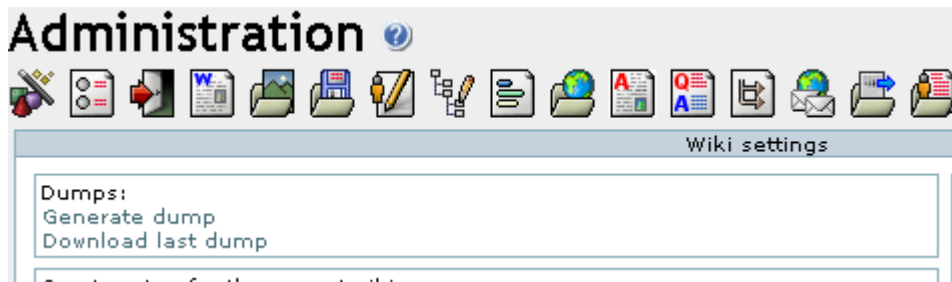 Administration
Wiki settings
Dumps:
Generate dump
Download last dump